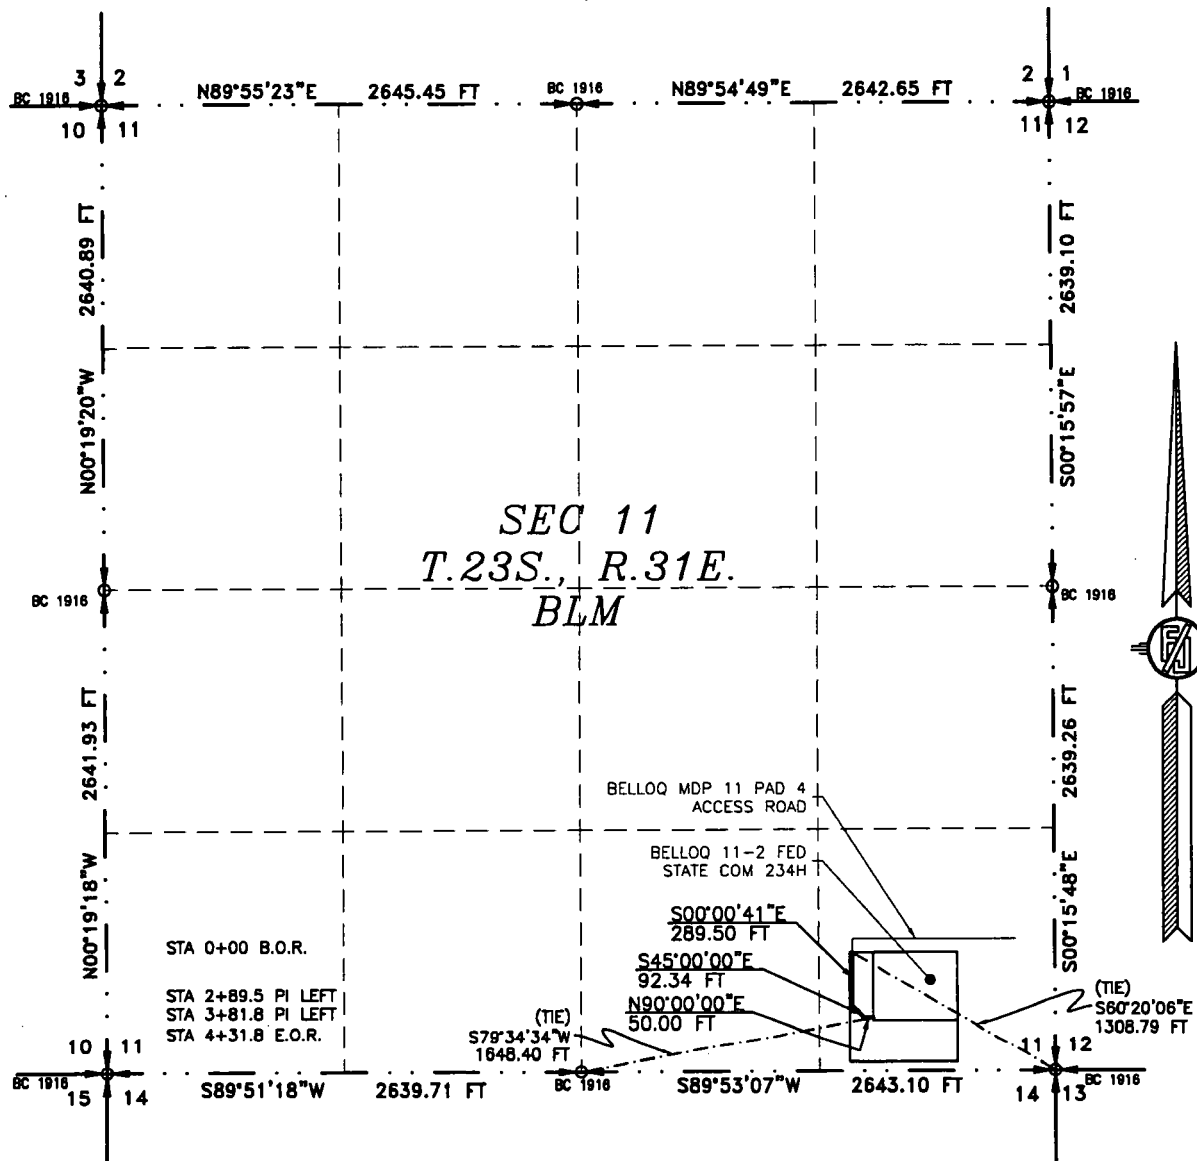 3 2
BC 1916
10 11
N89°55'23"E 2645.45 FT
BC 1916
N89°54'49"E 2642.65 FT
2 1
BC 1916
11 12
2640.89 FT
N00°19'20"W
2639.10 FT
S00°15'57"E
SEC 11
T.23S., R.31E.
BLM
BC 1916
BC 1916
2641.93 FT
N00°19'18"W
2639.26 FT
S00°15'48"E
BELLOQ MDP 11 PAD 4
ACCESS ROAD
BELLOQ 11-2 FED
STATE COM 234H
S00°00'41"E
289.50 FT
S45°00'00"E
92.34 FT
N90°00'00"E
50.00 FT
STA 0+00 B.O.R.
STA 2+89.5 PI LEFT
STA 3+81.8 PI LEFT
STA 4+31.8 E.O.R.
(TIE)
S79°34'34"W
1648.40 FT
(TIE)
S60°20'06"E
1308.79 FT
10 11
BC 1916
15 14
S89°51'18"W 2639.71 FT
BC 1916
S89°53'07"W 2643.10 FT
11 12
BC 1916
14 13